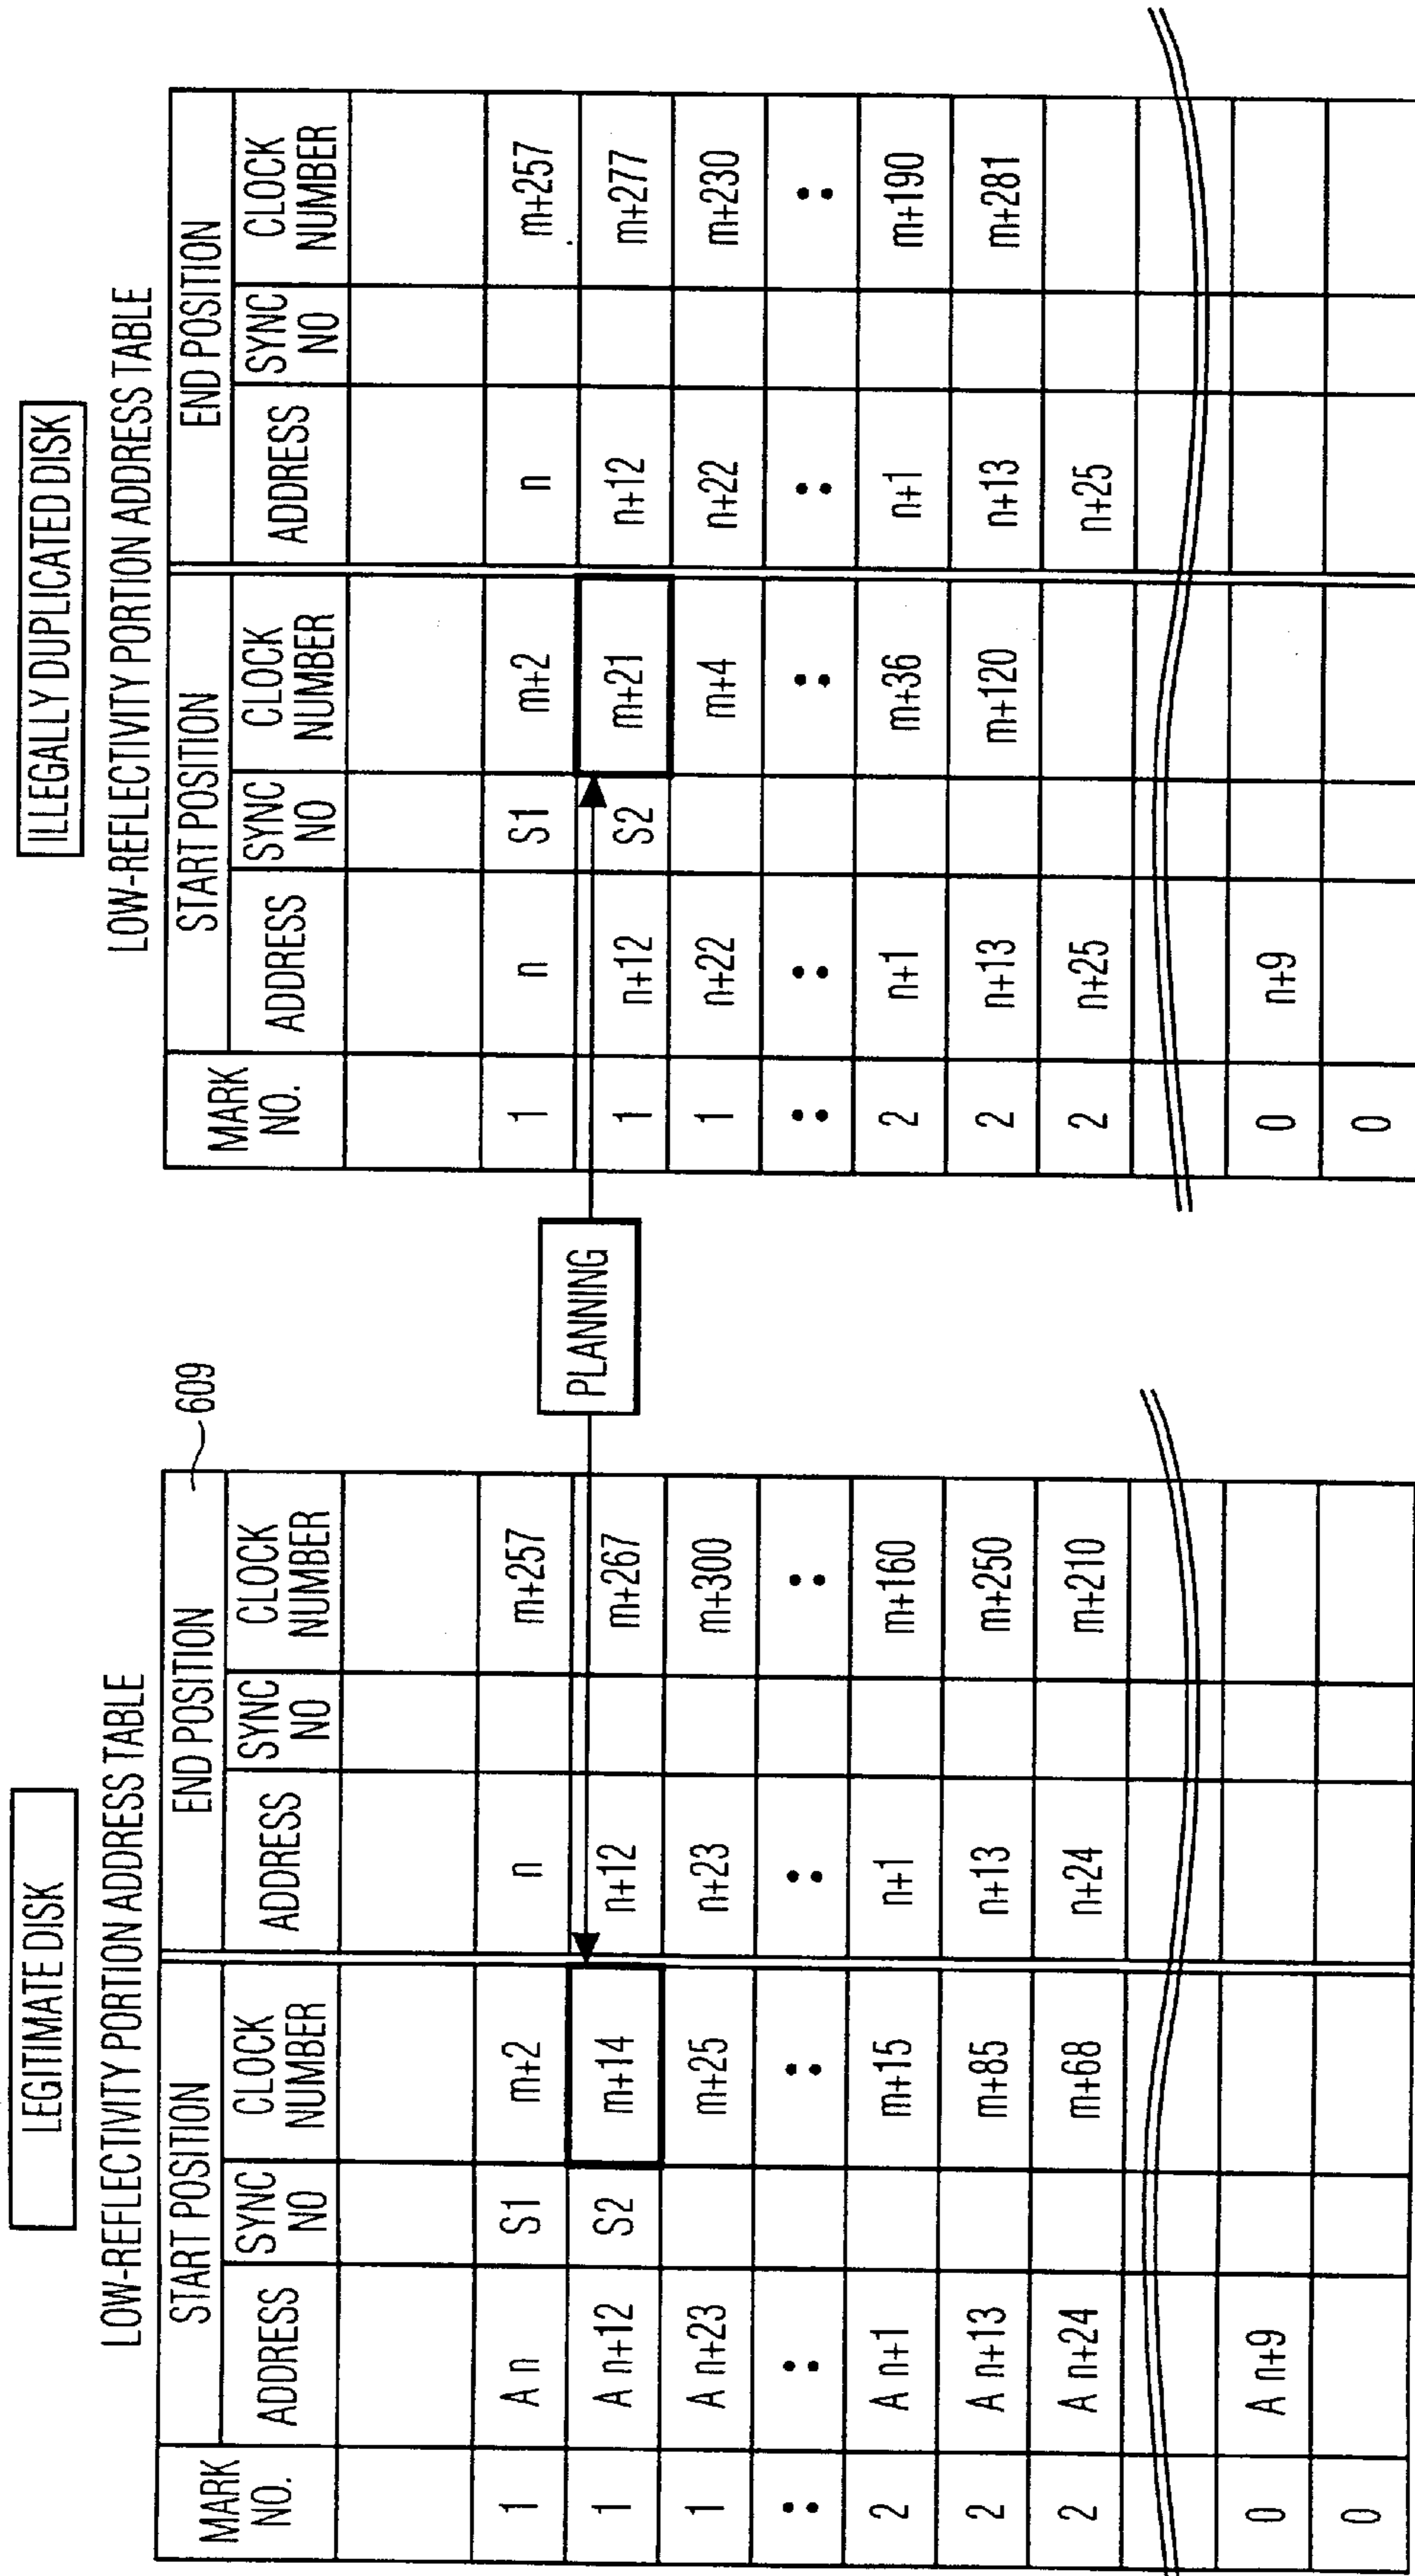 LEGITIMATE DISK
LOW-REFLECTIVITY PORTION ADDRESS TABLE
609
MARK NO. START POSITION END POSITION
ADDRESS SYNC NO CLOCK NUMBER ADDRESS SYNC NO CLOCK NUMBER
1 A n S1 m+2 n m+257
1 A n+12 S2 m+14 n+12 m+267
1 A n+23 m+25 n+23 m+300
: : : : :
2 A n+1 m+15 n+1 m+160
2 A n+13 m+85 n+13 m+250
2 A n+24 m+68 n+24 m+210
0 A n+9
0
PLANNING
ILLEGALLY DUPLICATED DISK
LOW-REFLECTIVITY PORTION ADDRESS TABLE
MARK NO. START POSITION END POSITION
ADDRESS SYNC NO CLOCK NUMBER ADDRESS SYNC NO CLOCK NUMBER
1 n S1 m+2 n m+257
1 n+12 S2 m+21 n+12 m+277
1 n+22 m+4 n+22 m+230
: : : : :
2 n+1 m+36 n+1 m+190
2 n+13 m+120 n+13 m+281
2 n+25 n+25
0 n+9
0